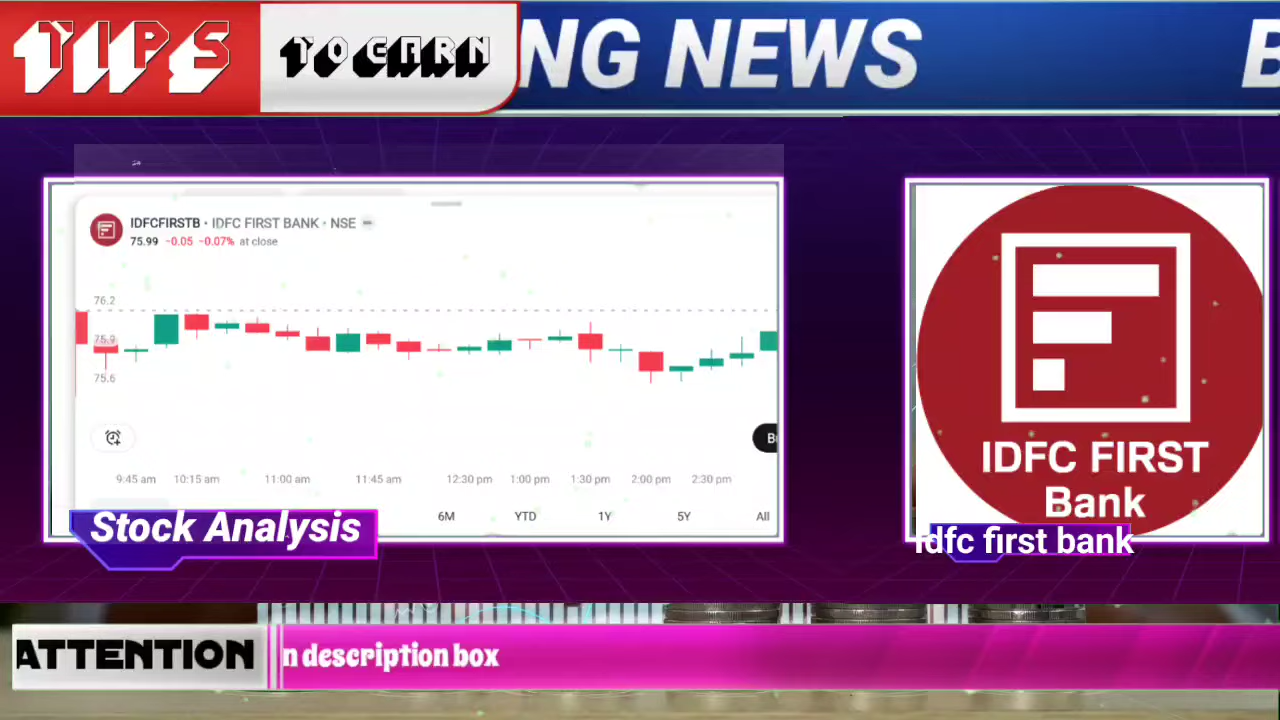 TIPS
TO EARN
NG NEWS
B
IDFCFIRSTB • IDFC FIRST BANK • NSE
75.99 -0.05 -0.07% at close
76.2
75.9
75.6
B
9:45 am 10:15 am 11:00 am 11:45 am 12:30 pm 1:00 pm 1:30 pm 2:00 pm 2:30 pm
6M YTD 1Y 5Y All
Stock Analysis
IDFC FIRST
Bank
idfc first bank
ATTENTION
n description box